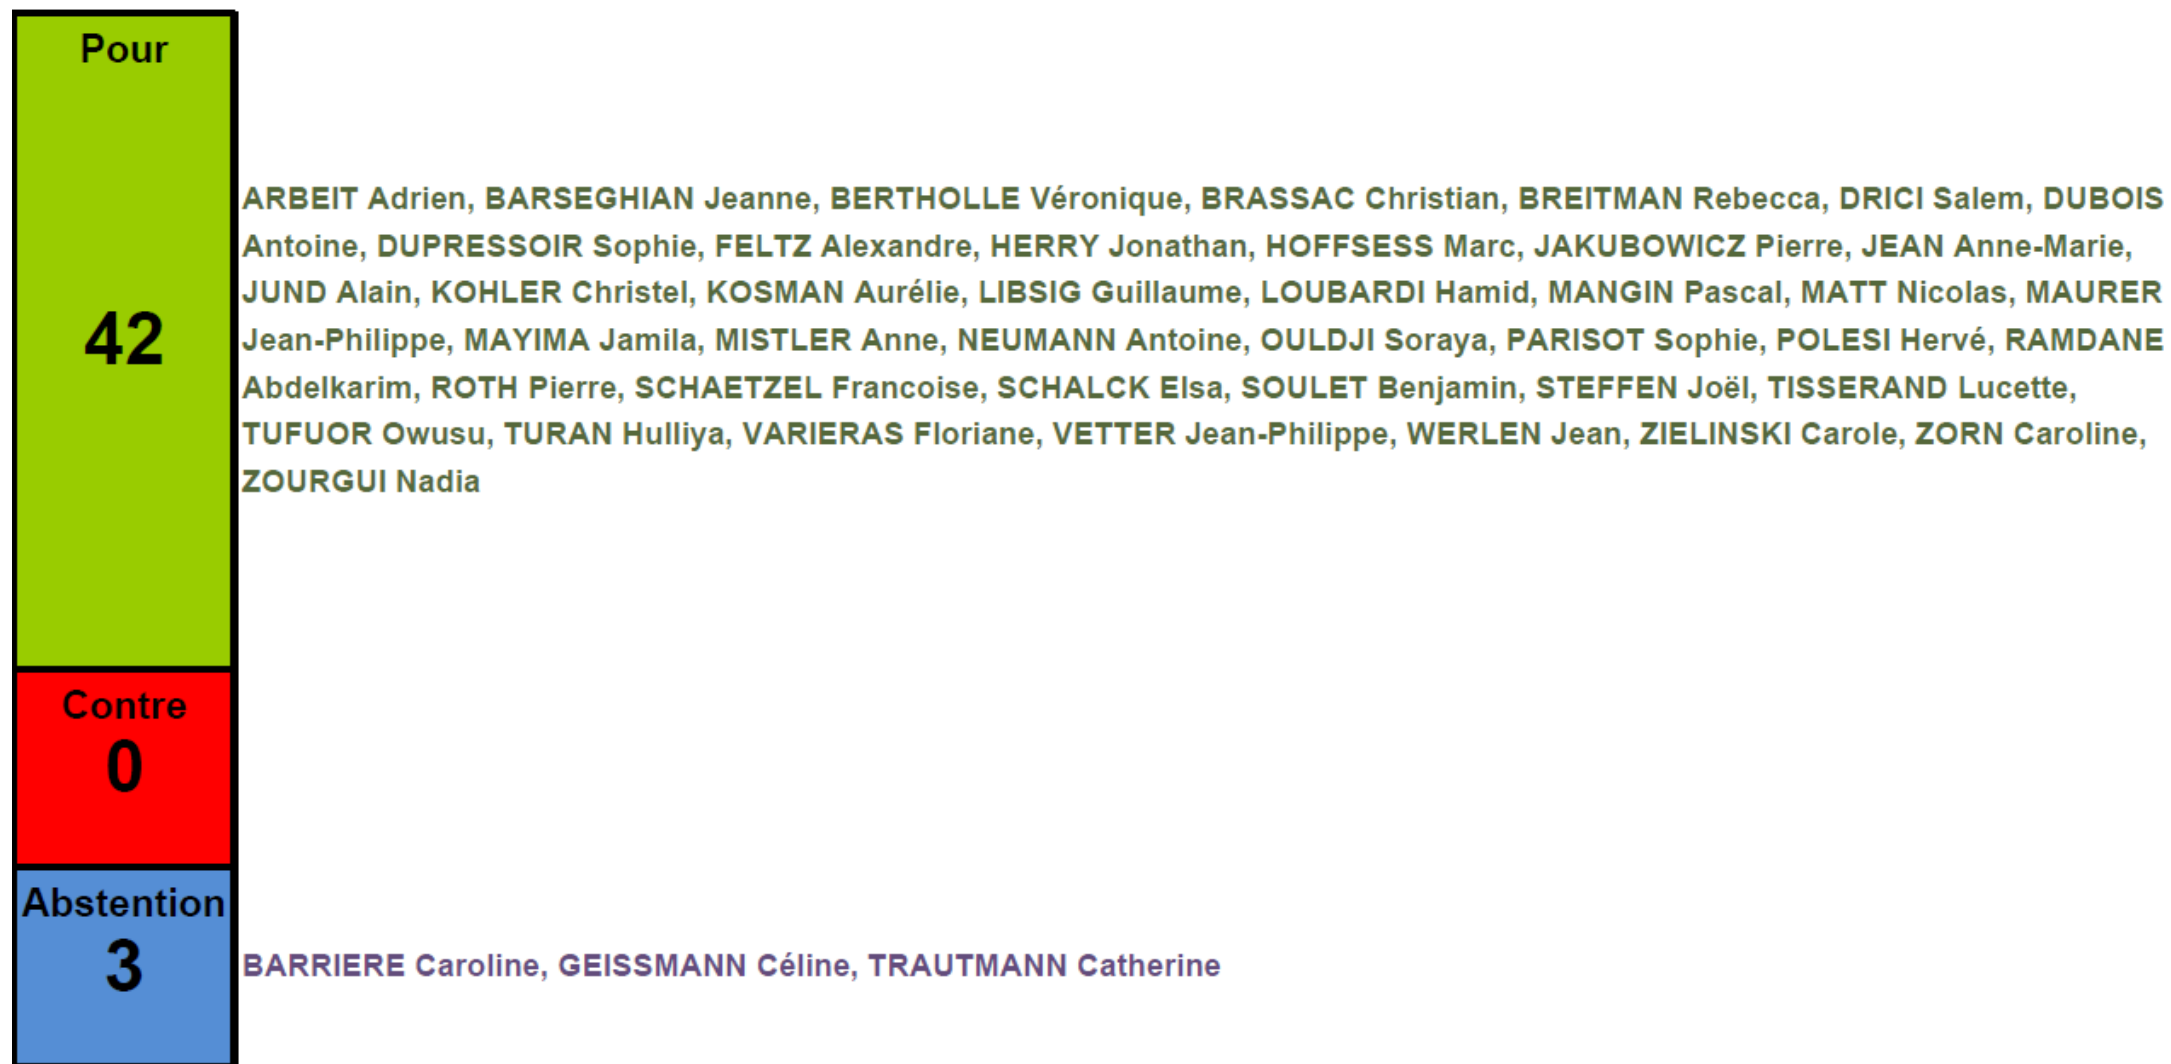 Pour
42
ARBEIT Adrien, BARSEGHIAN Jeanne, BERTHOLLE Véronique, BRASSAC Christian, BREITMAN Rebecca, DRICI Salem, DUBOIS
Antoine, DUPRESSOIR Sophie, FELTZ Alexandre, HERRY Jonathan, HOFFSESS Marc, JAKUBOWICZ Pierre, JEAN Anne-Marie,
JUND Alain, KOHLER Christel, KOSMAN Aurélie, LIBSIG Guillaume, LOUBARDI Hamid, MANGIN Pascal, MATT Nicolas, MAURER
Jean-Philippe, MAYIMA Jamila, MISTLER Anne, NEUMANN Antoine, OULDJI Soraya, PARISOT Sophie, POLESI Hervé, RAMDANE
Abdelkarim, ROTH Pierre, SCHAETZEL Francoise, SCHALCK Elsa, SOULET Benjamin, STEFFEN Joël, TISSERAND Lucette,
TUFUOR Owusu, TURAN Hulliya, VARIERAS Floriane, VETTER Jean-Philippe, WERLEN Jean, ZIELINSKI Carole, ZORN Caroline,
ZOURGUI Nadia
Contre
0
Abstention
3
BARRIERE Caroline, GEISSMANN Céline, TRAUTMANN Catherine